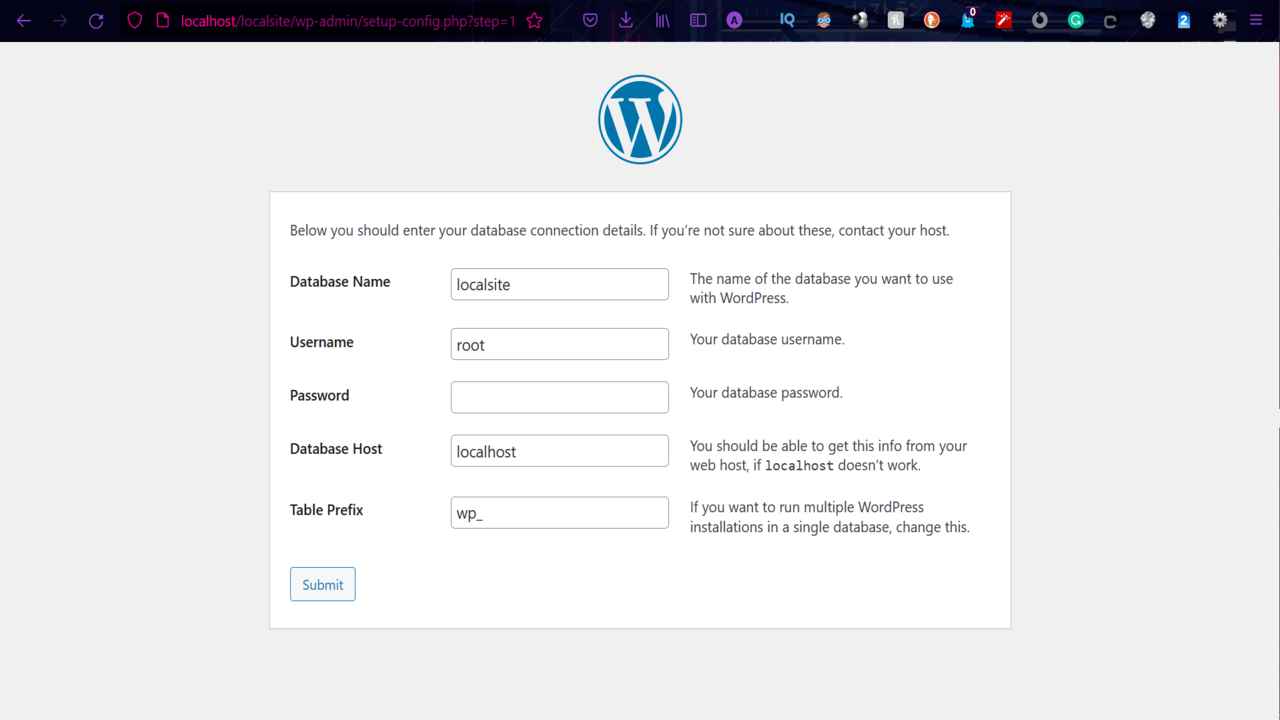 localhost/localsite/wp-admin/setup-config.php?step=1
A
IQ
0
G
C
2
W
Below you should enter your database connection details. If you're not sure about these, contact your host.
Database Name
localsite
The name of the database you want to use
with WordPress.
Username
root
Your database username.
Password
Your database password.
Database Host
localhost
You should be able to get this info from your
web host, if localhost doesn't work.
Table Prefix
wp_
If you want to run multiple WordPress
installations in a single database, change this.
Submit